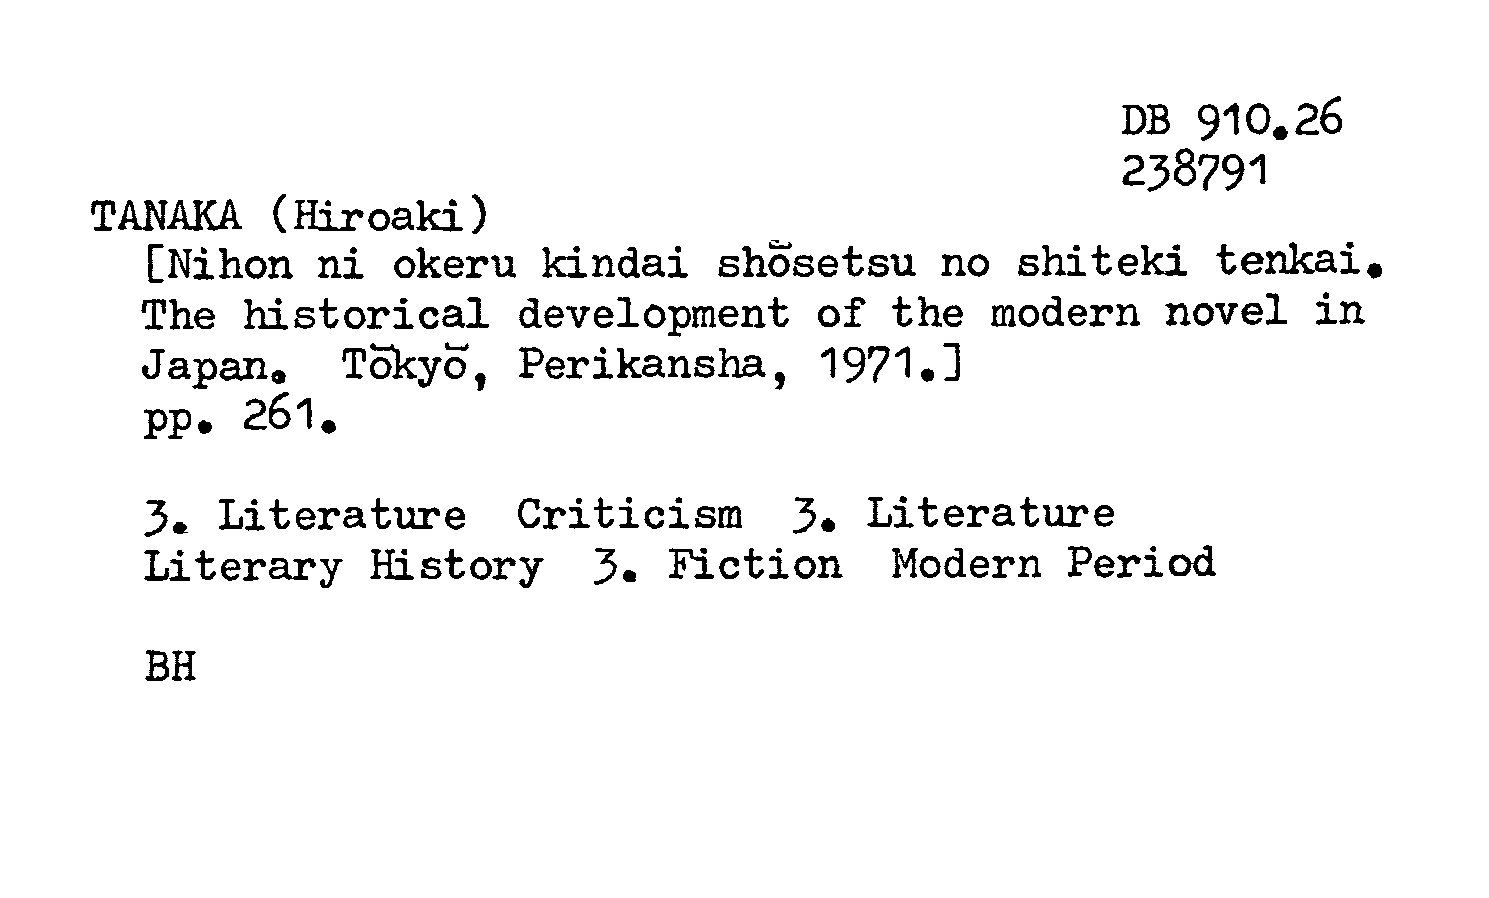 DB 910.26
238791
TANAKA (Hiroaki)
[Nihon ni okeru kindai shōsetsu no shiteki tenkai.
The historical development of the modern novel in
Japan. Tōkyō, Perikansha, 1971.]
pp. 261.
3. Literature Criticism 3. Literature
Literary History 3. Fiction Modern Period
BH